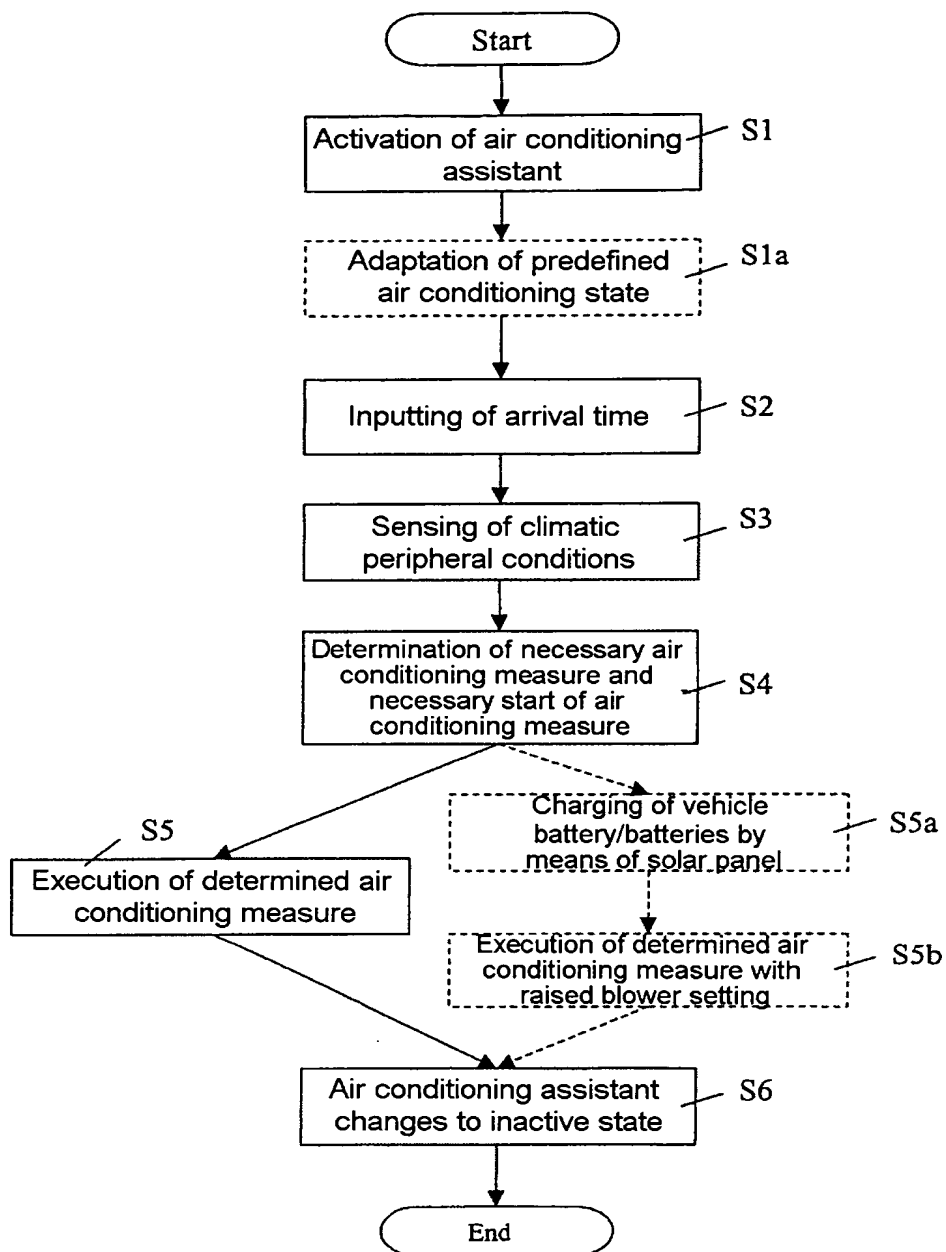 Start
Activation of air conditioning
assistant
S1
Adaptation of predefined
air conditioning state
S1a
Inputting of arrival time
S2
Sensing of climatic
peripheral conditions
S3
Determination of necessary air
conditioning measure and
necessary start of air
conditioning measure
S4
S5
Execution of determined air
conditioning measure
Charging of vehicle
battery/batteries by
means of solar panel
S5a
Execution of determined air
conditioning measure with
raised blower setting
S5b
Air conditioning assistant
changes to inactive state
S6
End